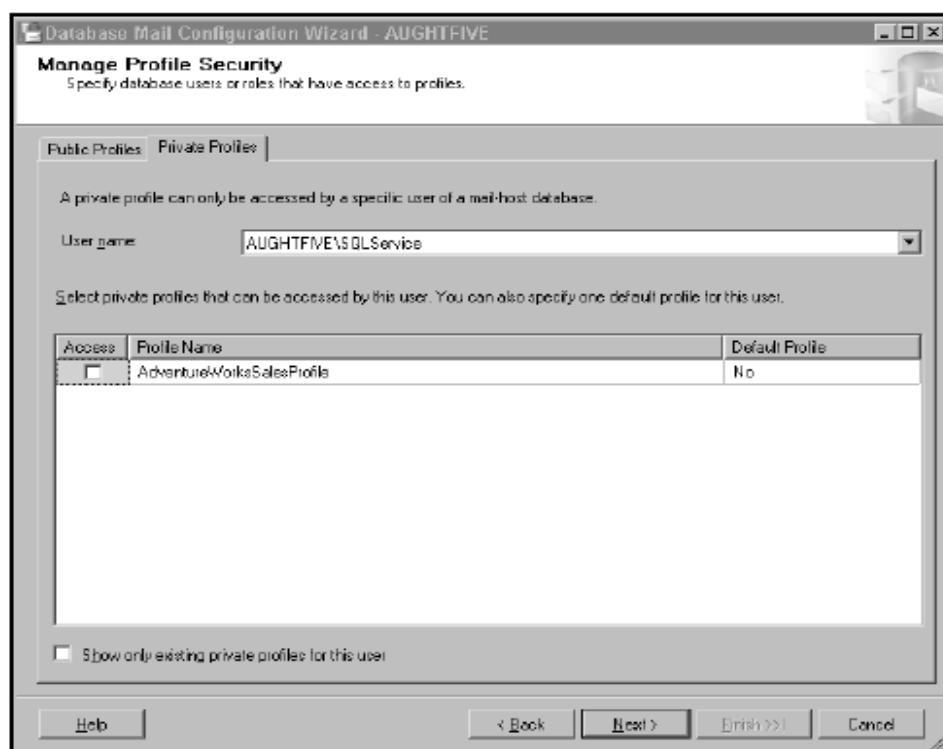 Database Mail Configuration Wizard - AUGHTFIVE
Manage Profile Security
Specify database users or roles that have access to profiles.
Public Profiles Private Profiles
A private profile can only be accessed by a specific user of a mail-host database.
User name AUGHTFIVE\SQLService
Select private profiles that can be accessed by this user. You can also specify one default profile for this user.
Access Profile Name Default Profile
AdventureWorksSalesProfile No
Show only existing private profiles for this user
Help < Back Next > Finish >>| Cancel